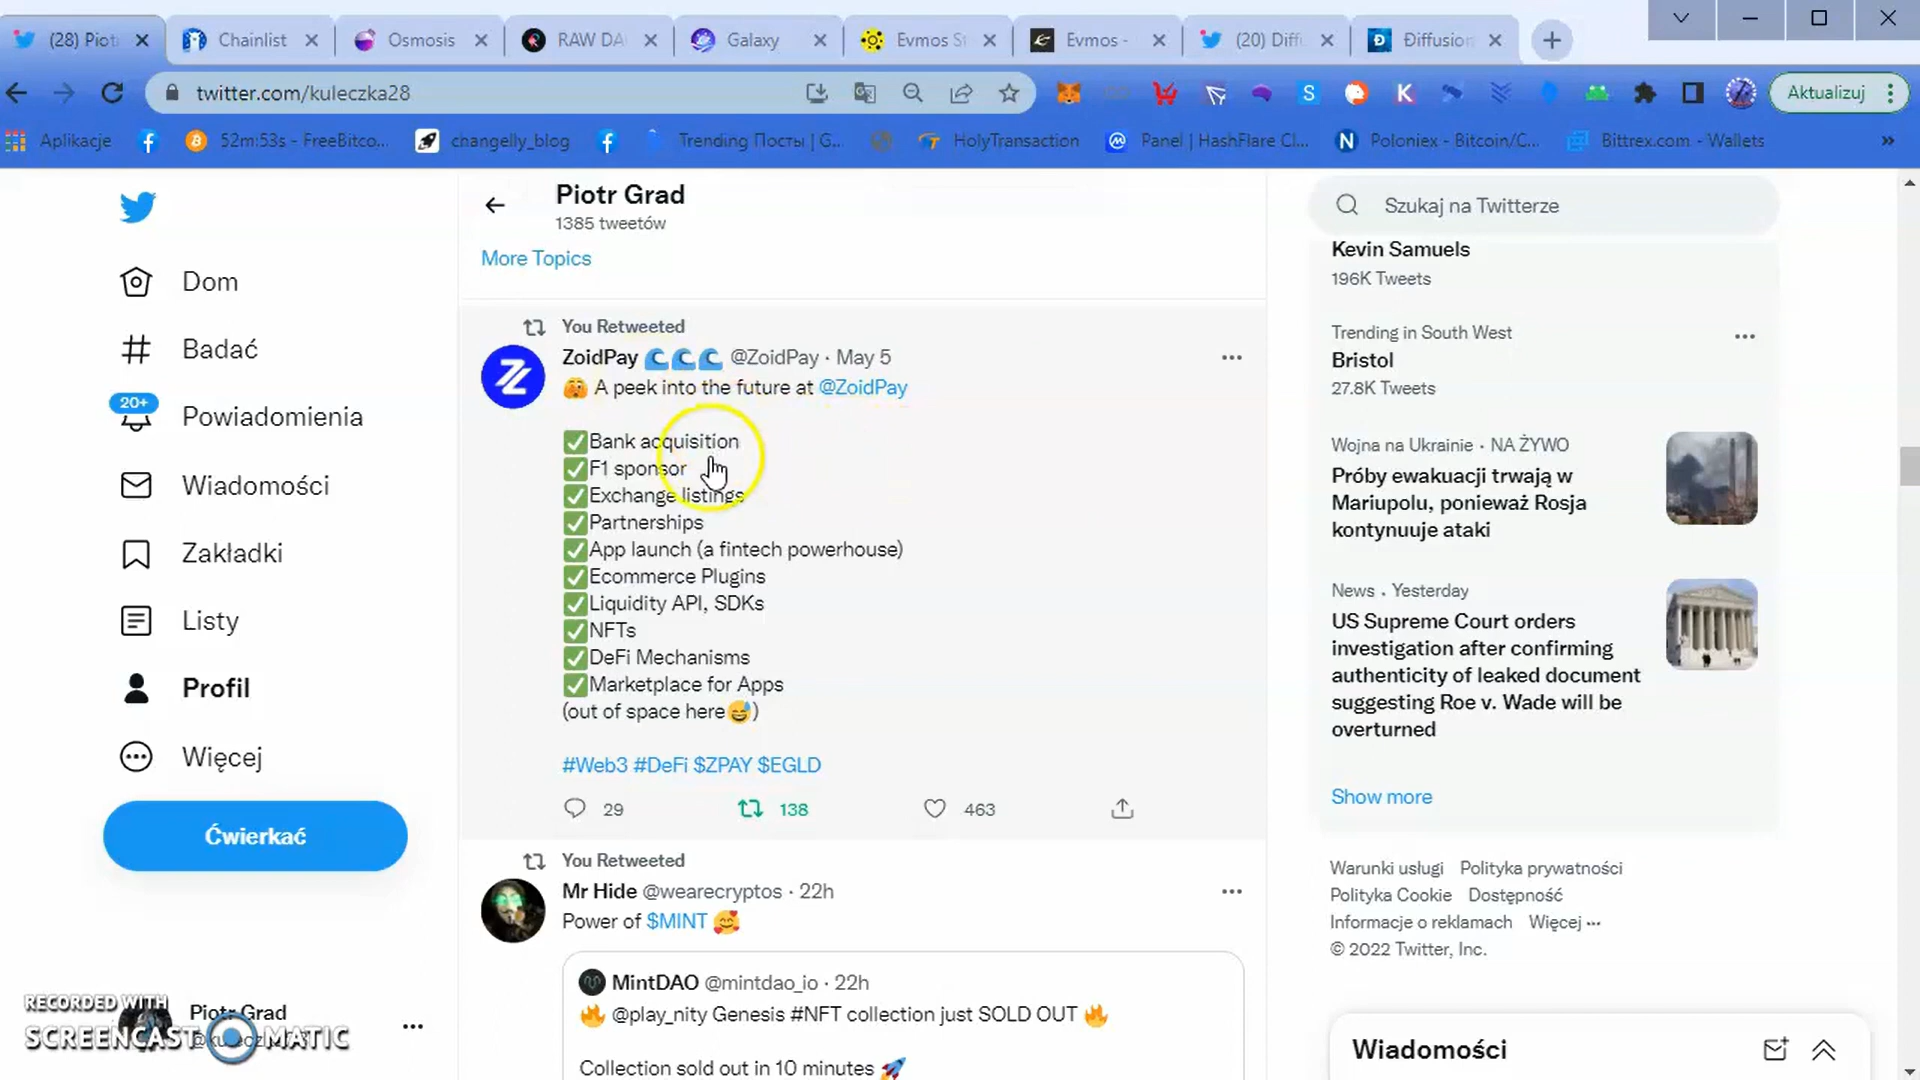 (28) Piot
Chainlist
Osmosis
RAW DA
Galaxy
Evmos S
Evmos -
(20) Diff
Diffusion
twitter.com/kuleczka28
Aktualizuj
Aplikacje
52m:53s - FreeBitco...
changelly_blog
Trending Посты | G...
HolyTransaction
Panel | HashFlare Cl...
Poloniex - Bitcoin/C...
Bittrex.com - Wallets
Piotr Grad
1385 tweetów
More Topics
Dom
Badać
20+
Powiadomienia
Wiadomości
Zakładki
Listy
Profil
Więcej
Ćwierkać
Piotr Grad
You Retweeted
ZoidPay 🌊🌊🌊 @ZoidPay · May 5
🫣 A peek into the future at @ZoidPay
✅Bank acquisition
✅F1 sponsor
✅Exchange listings
✅Partnerships
✅App launch (a fintech powerhouse)
✅Ecommerce Plugins
✅Liquidity API, SDKs
✅NFTs
✅DeFi Mechanisms
✅Marketplace for Apps
(out of space here😅)
#Web3 #DeFi $ZPAY $EGLD
29
138
463
You Retweeted
Mr Hide @wearecryptos · 22h
Power of $MINT 🥰
MintDAO @mintdao_io · 22h
🔥 @play_nity Genesis #NFT collection just SOLD OUT 🔥
Collection sold out in 10 minutes 🚀
Szukaj na Twitterze
Kevin Samuels
196K Tweets
Trending in South West
Bristol
27.8K Tweets
Wojna na Ukrainie · NA ŻYWO
Próby ewakuacji trwają w
Mariupolu, ponieważ Rosja
kontynuuje ataki
News · Yesterday
US Supreme Court orders
investigation after confirming
authenticity of leaked document
suggesting Roe v. Wade will be
overturned
Show more
Warunki usługi Polityka prywatności
Polityka Cookie Dostępność
Informacje o reklamach Więcej ···
© 2022 Twitter, Inc.
Wiadomości
RECORDED WITH
SCREENCAST MATIC